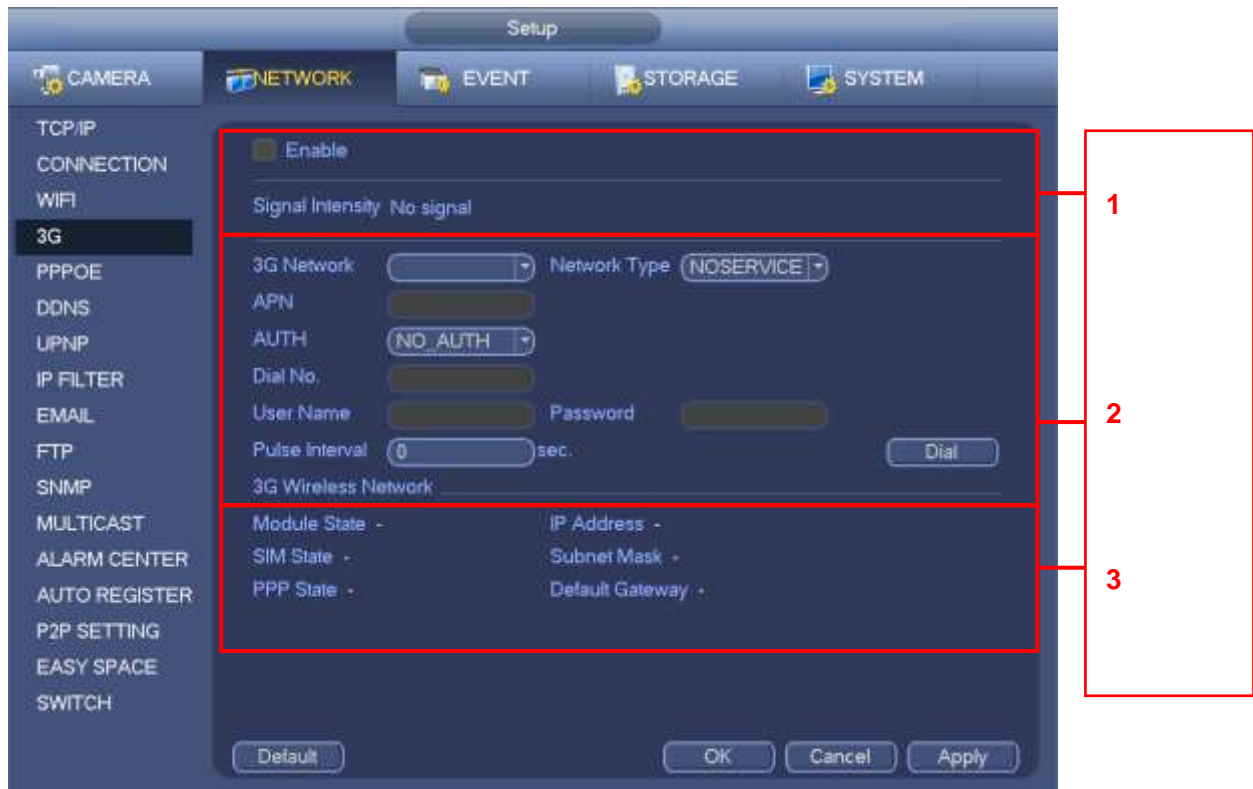 Setup
CAMERA NETWORK EVENT STORAGE SYSTEM
TCP/IP
CONNECTION
WIFI
3G
PPPOE
DDNS
UPNP
IP FILTER
EMAIL
FTP
SNMP
MULTICAST
ALARM CENTER
AUTO REGISTER
P2P SETTING
EASY SPACE
SWITCH
Enable
Signal Intensity No signal
3G Network Network Type NOSERVICE
APN
AUTH NO_AUTH
Dial No.
User Name Password
Pulse Interval 0 sec. Dial
3G Wireless Network
Module State - IP Address -
SIM State - Subnet Mask -
PPP State - Default Gateway -
Default OK Cancel Apply
1
2
3